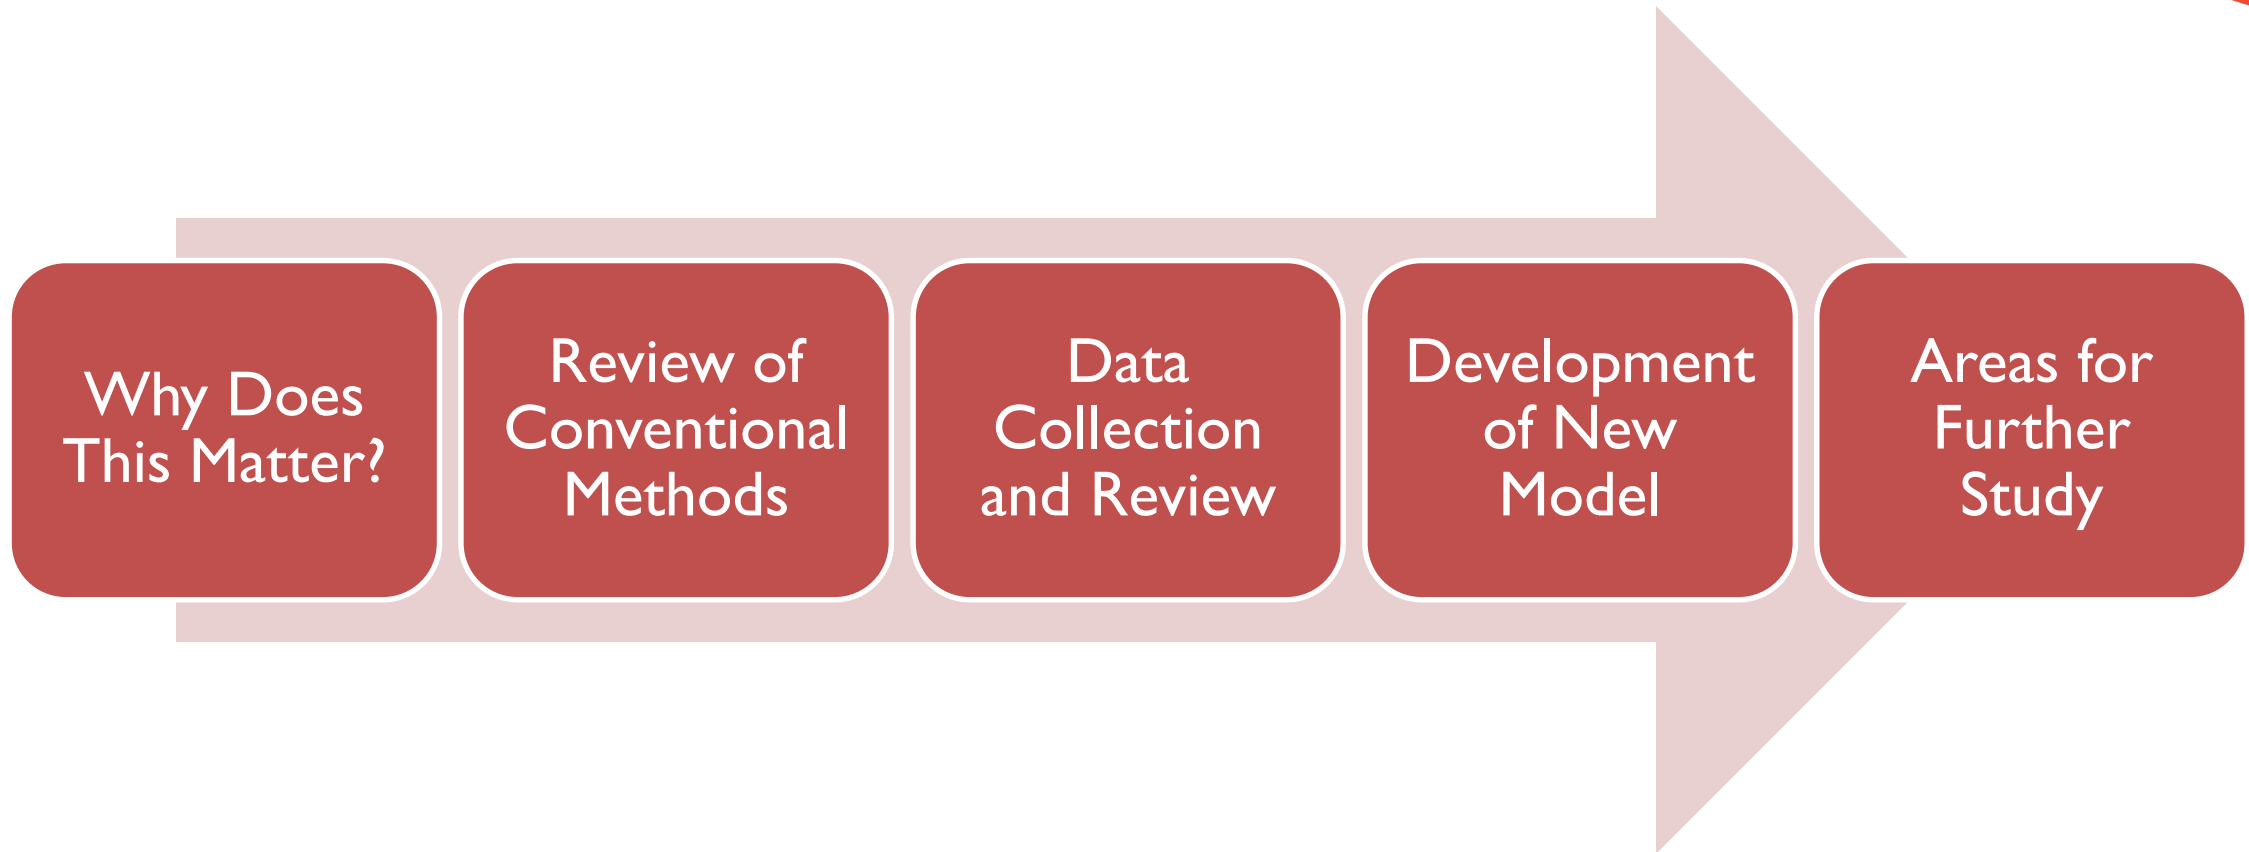 Why Does
This Matter?
Review of
Conventional
Methods
Data
Collection
and Review
Development
of New
Model
Areas for
Further
Study